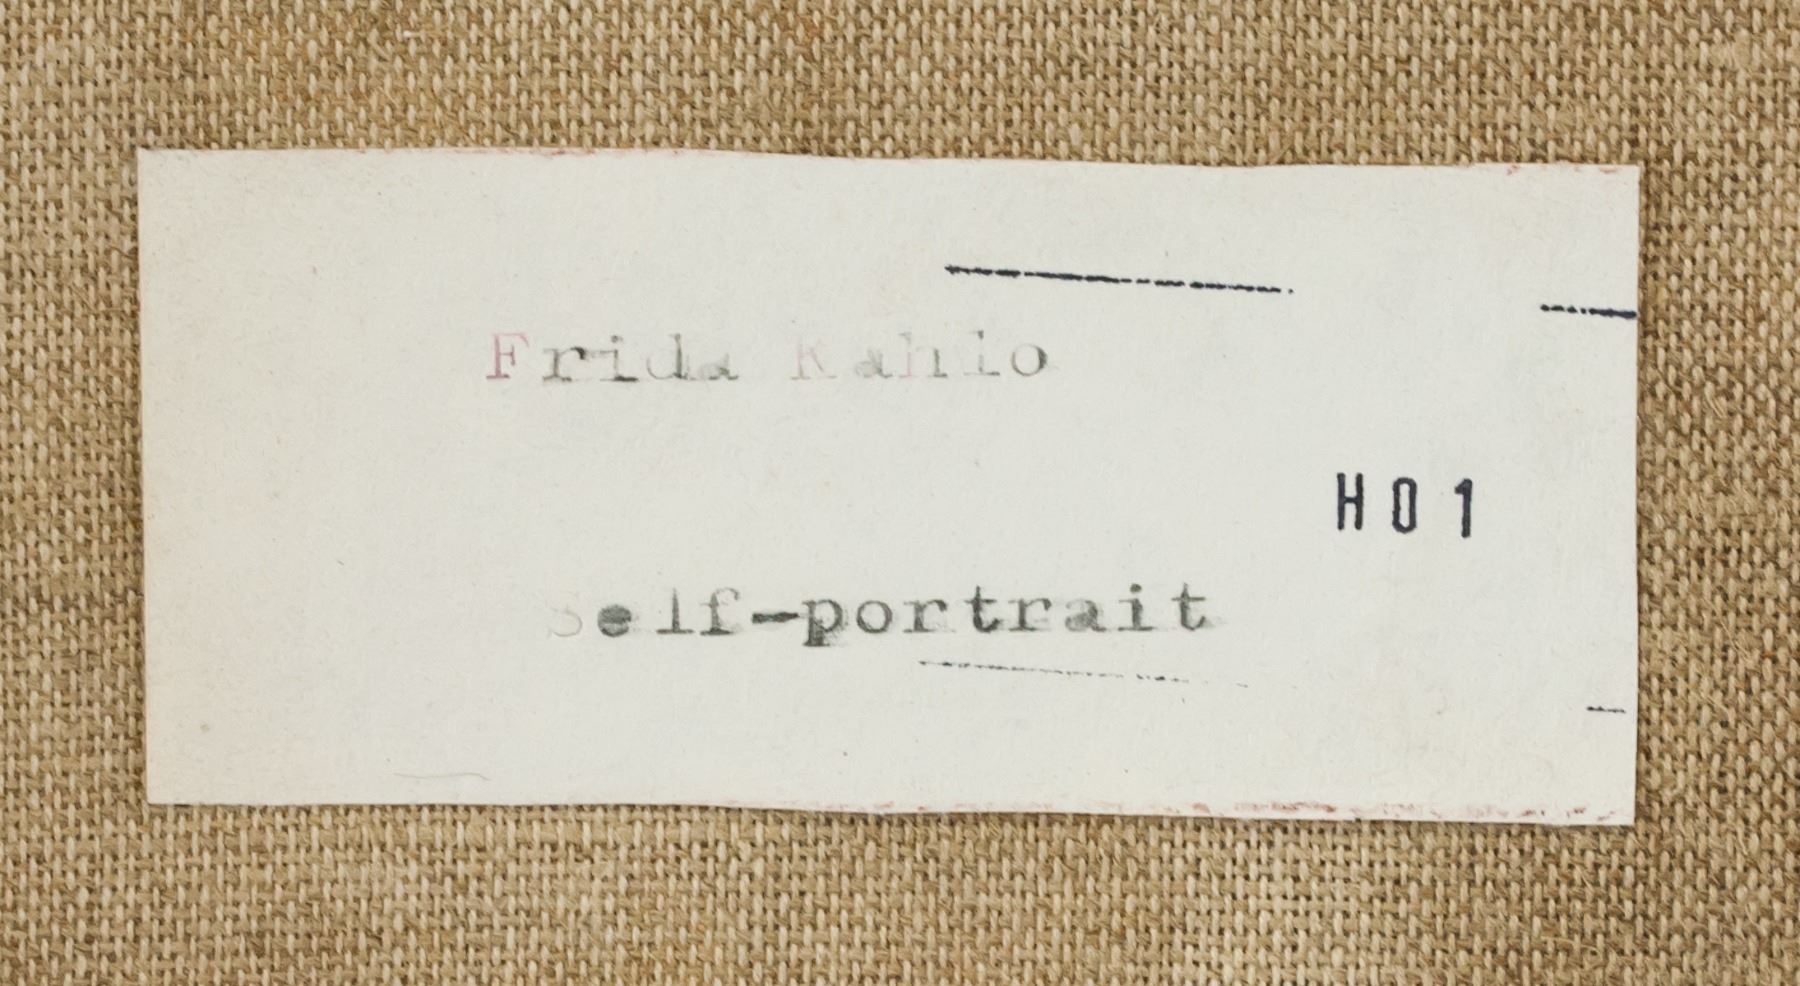 Frida Kahlo
H01
Self-portrait